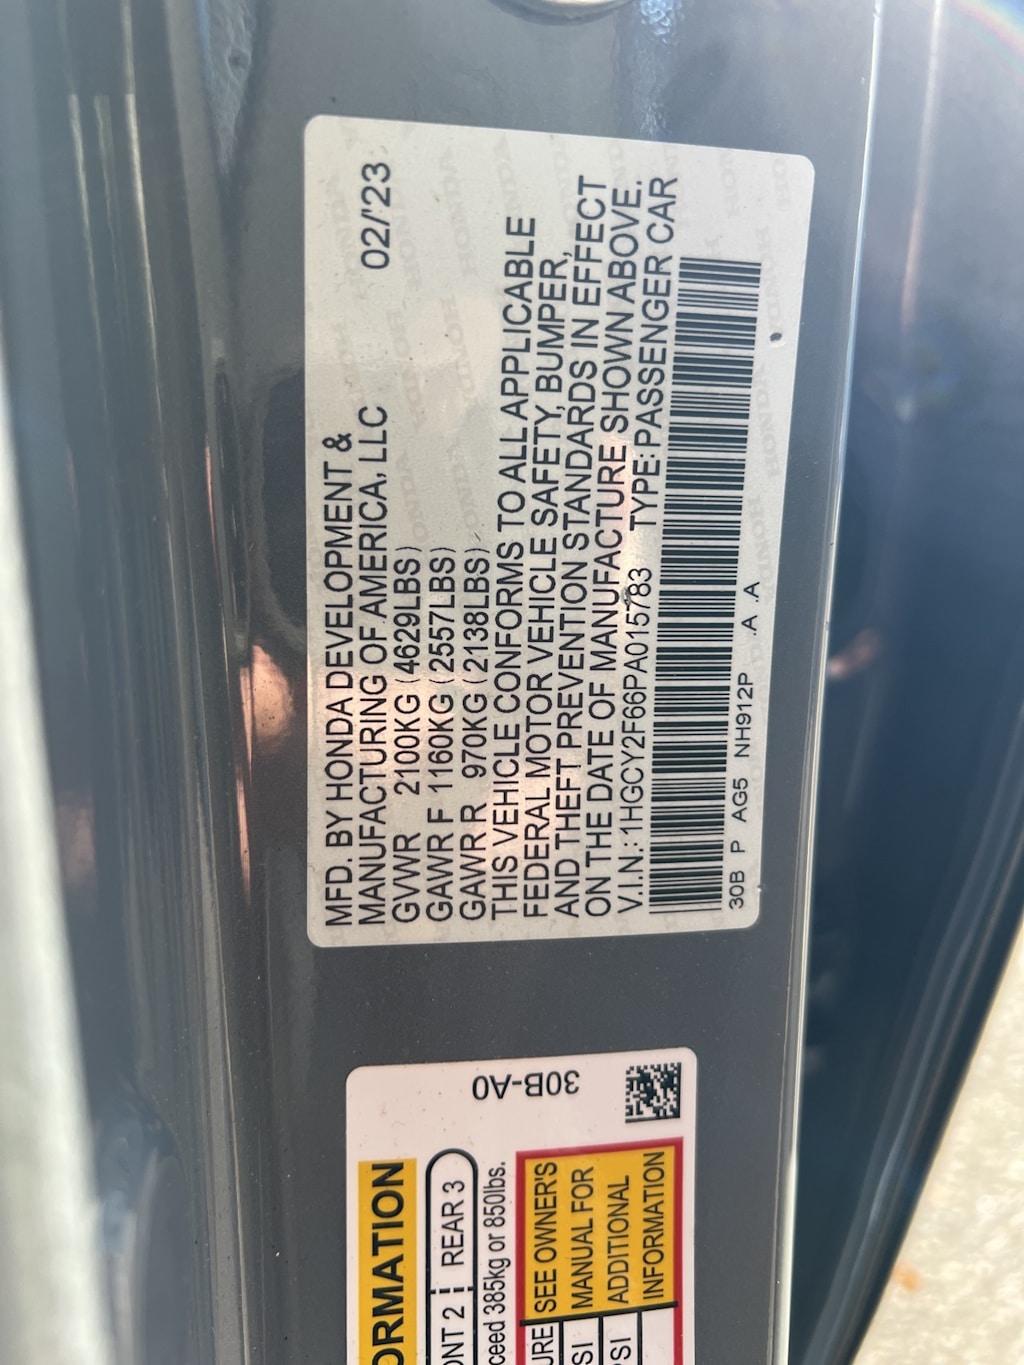 MFD. BY HONDA DEVELOPMENT &
MANUFACTURING OF AMERICA, LLC 02/'23
GVWR 2100KG (4629LBS)
GAWR F 1160KG (2557LBS)
GAWR R 970KG (2138LBS)
THIS VEHICLE CONFORMS TO ALL APPLICABLE
FEDERAL MOTOR VEHICLE SAFETY, BUMPER,
AND THEFT PREVENTION STANDARDS IN EFFECT
ON THE DATE OF MANUFACTURE SHOWN ABOVE.
V.I.N.: 1HGCY2F66PA015783 TYPE: PASSENGER CAR
30B P AG5 NH912P .A .A
30B-A0
ORMATION
ONT 2 REAR 3
ceed 385kg or 850lbs.
URE
SEE OWNER'S
MANUAL FOR
ADDITIONAL
INFORMATION
SI
PSI